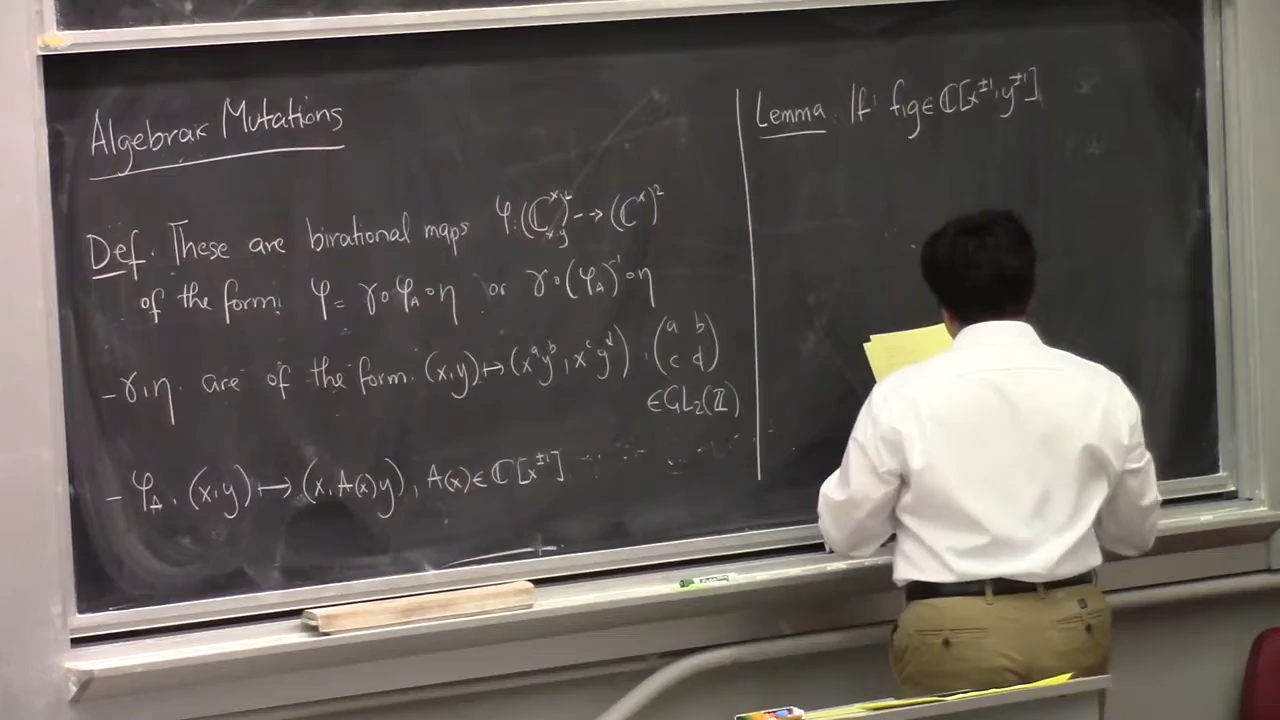 Algebraic Mutations
Def. These are birational maps φ: (ℂ^×)²_{x,y} ⇢ (ℂ^×)²
of the form: φ = γ∘φ_A∘η or γ∘(φ_A)^{-1}∘η
- γ, η are of the form: (x,y) ↦ (x^a y^b, x^c y^d), (a b
c d)
∈ GL₂(ℤ)
- φ_A: (x,y) ↦ (x, A(x)y), A(x) ∈ ℂ[x^{±1}]
Lemma. If f,g ∈ ℂ[x^{±1}, y^{±1}]